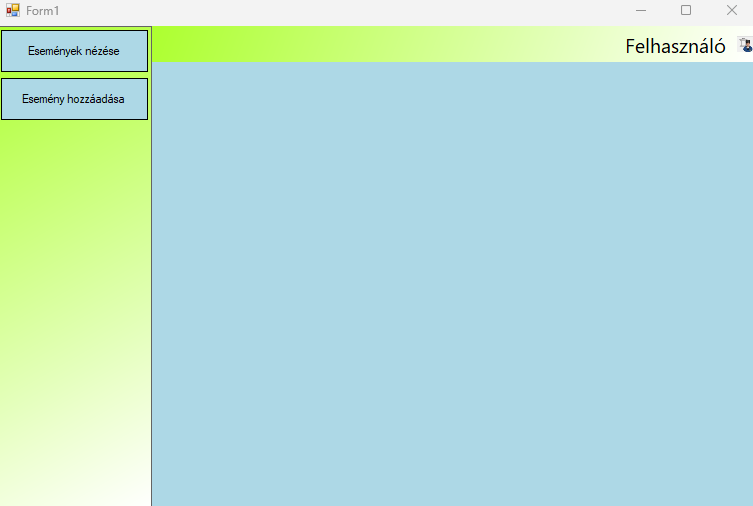 Form1
Felhasználó
Események nézése
Esemény hozzáadása